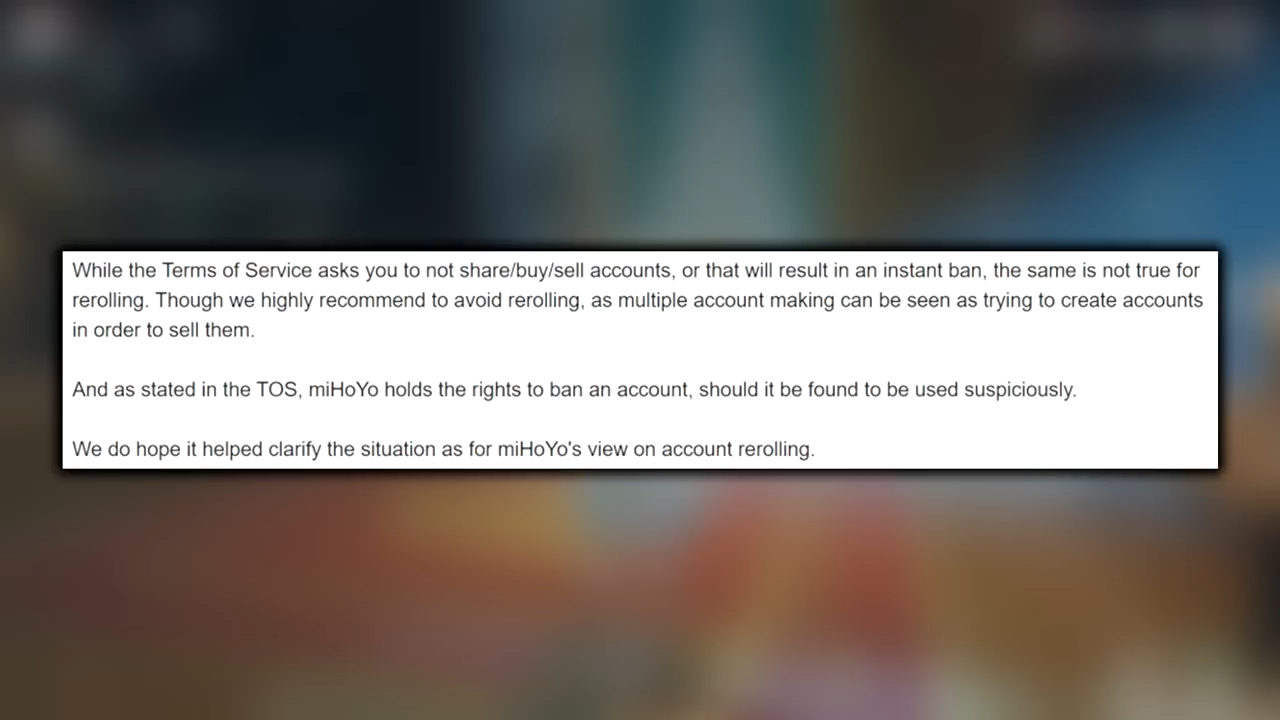 While the Terms of Service asks you to not share/buy/sell accounts, or that will result in an instant ban, the same is not true for
rerolling. Though we highly recommend to avoid rerolling, as multiple account making can be seen as trying to create accounts
in order to sell them.
And as stated in the TOS, miHoYo holds the rights to ban an account, should it be found to be used suspiciously.
We do hope it helped clarify the situation as for miHoYo's view on account rerolling.